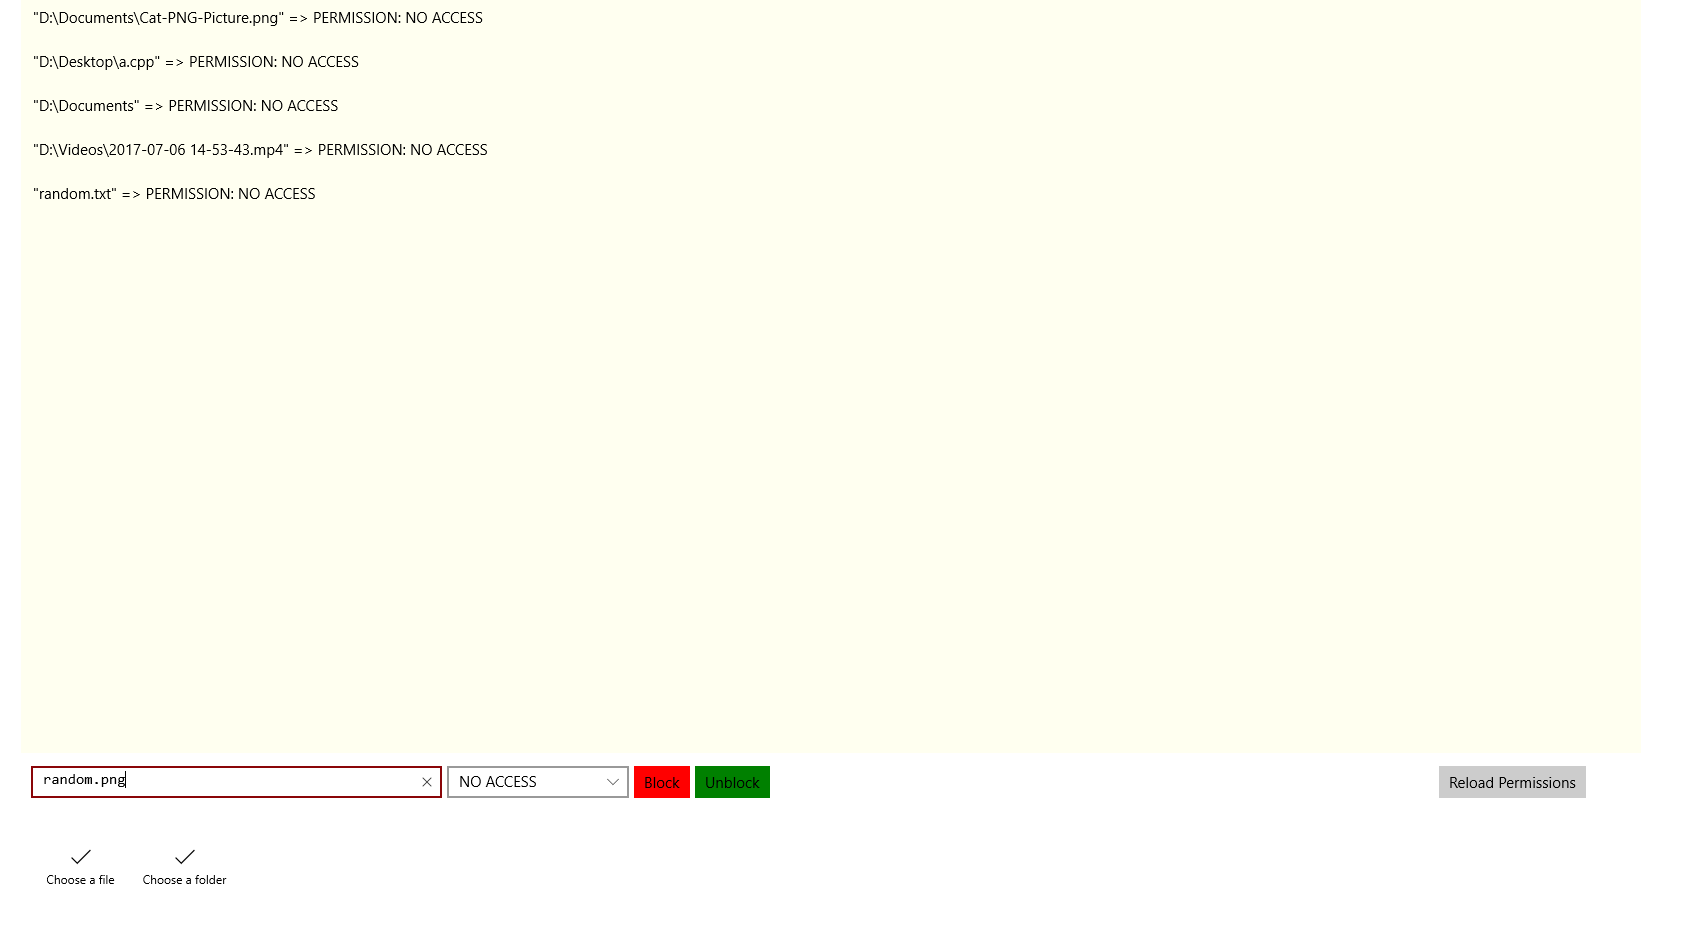 "D:\Documents\Cat-PNG-Picture.png" => PERMISSION: NO ACCESS
"D:\Desktop\a.cpp" => PERMISSION: NO ACCESS
"D:\Documents" => PERMISSION: NO ACCESS
"D:\Videos\2017-07-06 14-53-43.mp4" => PERMISSION: NO ACCESS
"random.txt" => PERMISSION: NO ACCESS
random.png NO ACCESS Block Unblock Reload Permissions
Choose a file Choose a folder